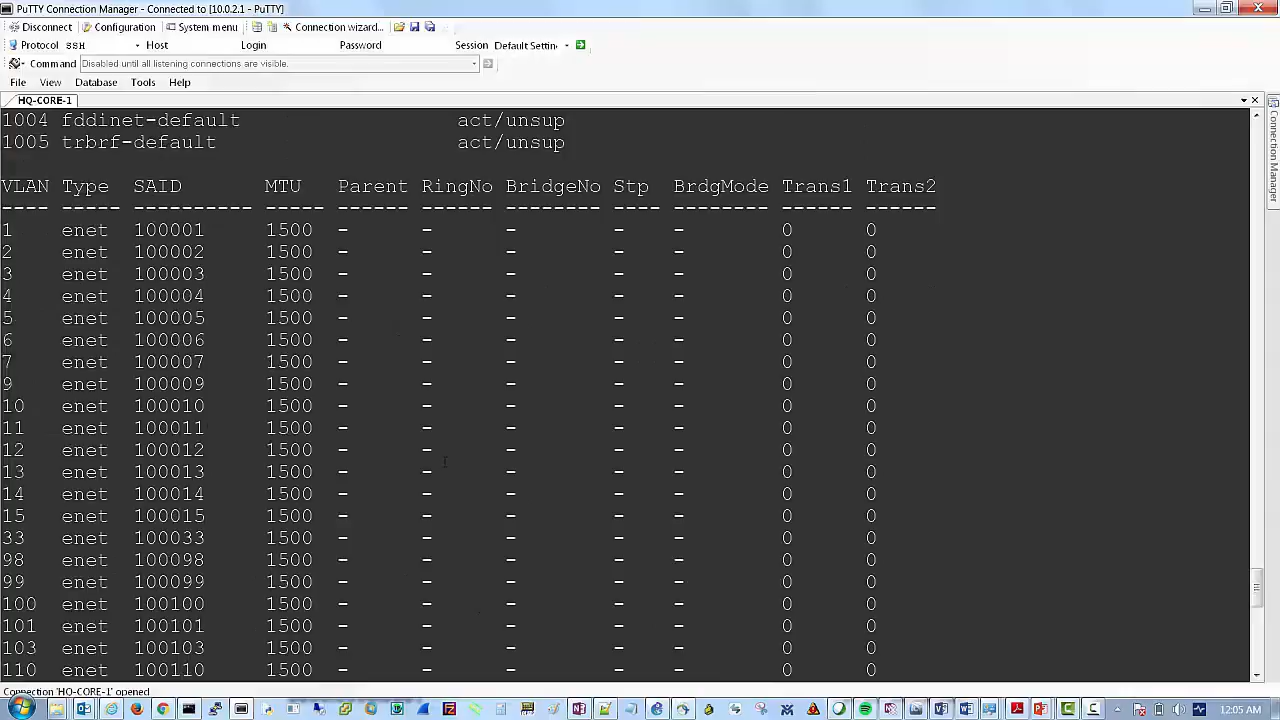 PuTTY Connection Manager - Connected to [10.0.2.1 - PuTTY]
Disconnect Configuration System menu Connection wizard...
Protocol SSH Host Login Password Session Default Settin
Command Disabled until all listening connections are visible.
File View Database Tools Help
HQ-CORE-1
1004 fddinet-default act/unsup
1005 trbrf-default act/unsup
VLAN Type SAID MTU Parent RingNo BridgeNo Stp BrdgMode Trans1 Trans2
---- ----- ---------- ----- ------ ------ -------- ---- -------- ------ ------
1 enet 100001 1500 - - - - - 0 0
2 enet 100002 1500 - - - - - 0 0
3 enet 100003 1500 - - - - - 0 0
4 enet 100004 1500 - - - - - 0 0
5 enet 100005 1500 - - - - - 0 0
6 enet 100006 1500 - - - - - 0 0
7 enet 100007 1500 - - - - - 0 0
9 enet 100009 1500 - - - - - 0 0
10 enet 100010 1500 - - - - - 0 0
11 enet 100011 1500 - - - - - 0 0
12 enet 100012 1500 - - - - - 0 0
13 enet 100013 1500 - - - - - 0 0
14 enet 100014 1500 - - - - - 0 0
15 enet 100015 1500 - - - - - 0 0
33 enet 100033 1500 - - - - - 0 0
98 enet 100098 1500 - - - - - 0 0
99 enet 100099 1500 - - - - - 0 0
100 enet 100100 1500 - - - - - 0 0
101 enet 100101 1500 - - - - - 0 0
103 enet 100103 1500 - - - - - 0 0
110 enet 100110 1500 - - - - - 0 0
Connection Manager
Connection 'HQ-CORE-1' opened
12:05 AM